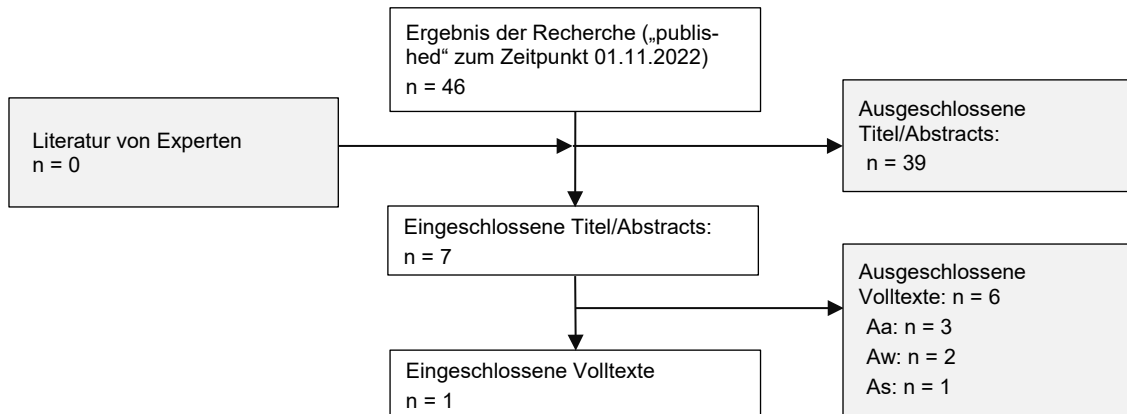 Ergebnis der Recherche („publis-
hed“ zum Zeitpunkt 01.11.2022)
n = 46
Literatur von Experten
n = 0
Ausgeschlossene
Titel/Abstracts:
n = 39
Eingeschlossene Titel/Abstracts:
n = 7
Ausgeschlossene
Volltexte: n = 6
Aa: n = 3
Aw: n = 2
As: n = 1
Eingeschlossene Volltexte
n = 1